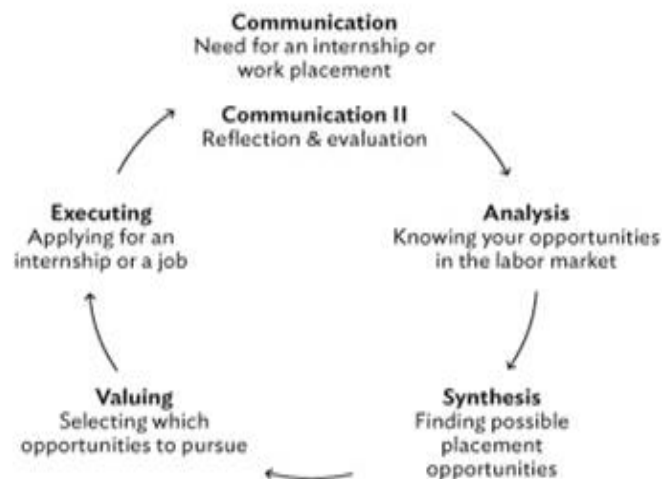 Communication
Need for an internship or
work placement
Communication II
Reflection & evaluation
Analysis
Knowing your opportunities
in the labor market
Synthesis
Finding possible
placement
opportunities
Valuing
Selecting which
opportunities to pursue
Executing
Applying for an
internship or a job